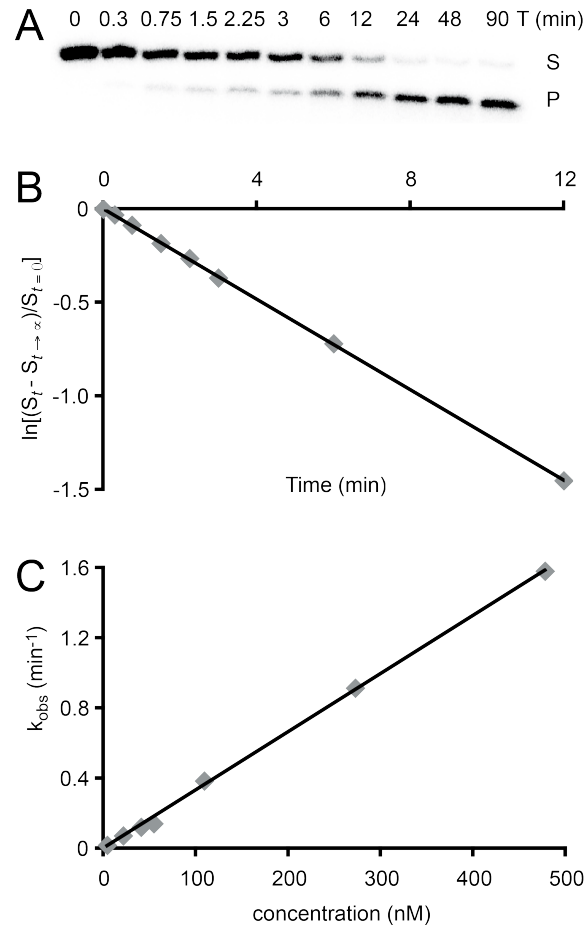 A
0 0.3 0.75 1.5 2.25 3 6 12 24 48 90 T (min)
S
P
B
0 4 8 12
0
-0.5
-1.0
-1.5
ln[(St - St → ∝)/St = 0]
Time (min)
C
1.6
1.2
0.8
0.4
0
kobs (min-1)
0 100 200 300 400 500
concentration (nM)